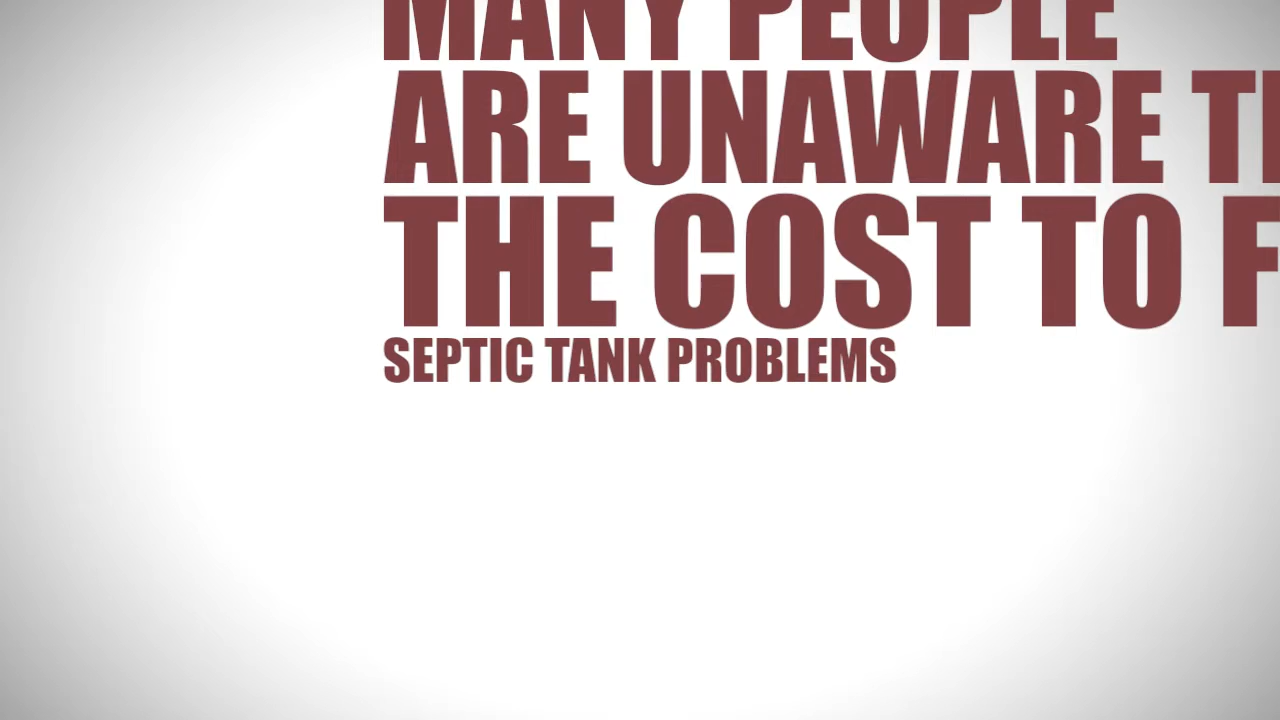 MANY PEOPLE
ARE UNAWARE
THE COST TO
SEPTIC TANK PROBLEMS